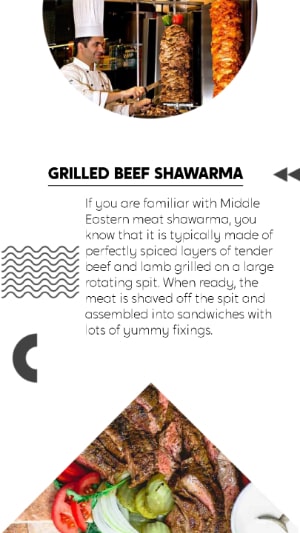 GRILLED BEEF SHAWARMA
If you are familiar with Middle
Eastern meat shawarma, you
know that it is typically made of
perfectly spiced layers of tender
beef and lamb grilled on a large
rotating spit. When ready, the
meat is shaved off the spit and
assembled into sandwiches with
lots of yummy fixings.